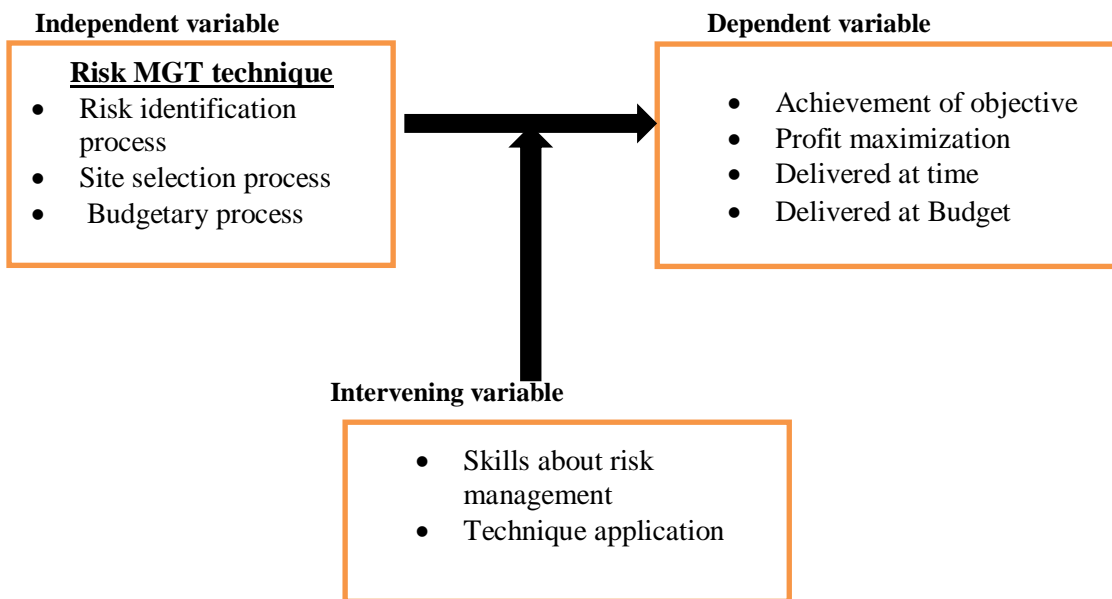 Independent variable
Risk MGT technique
• Risk identification
process
• Site selection process
• Budgetary process
Dependent variable
• Achievement of objective
• Profit maximization
• Delivered at time
• Delivered at Budget
Intervening variable
• Skills about risk
management
• Technique application